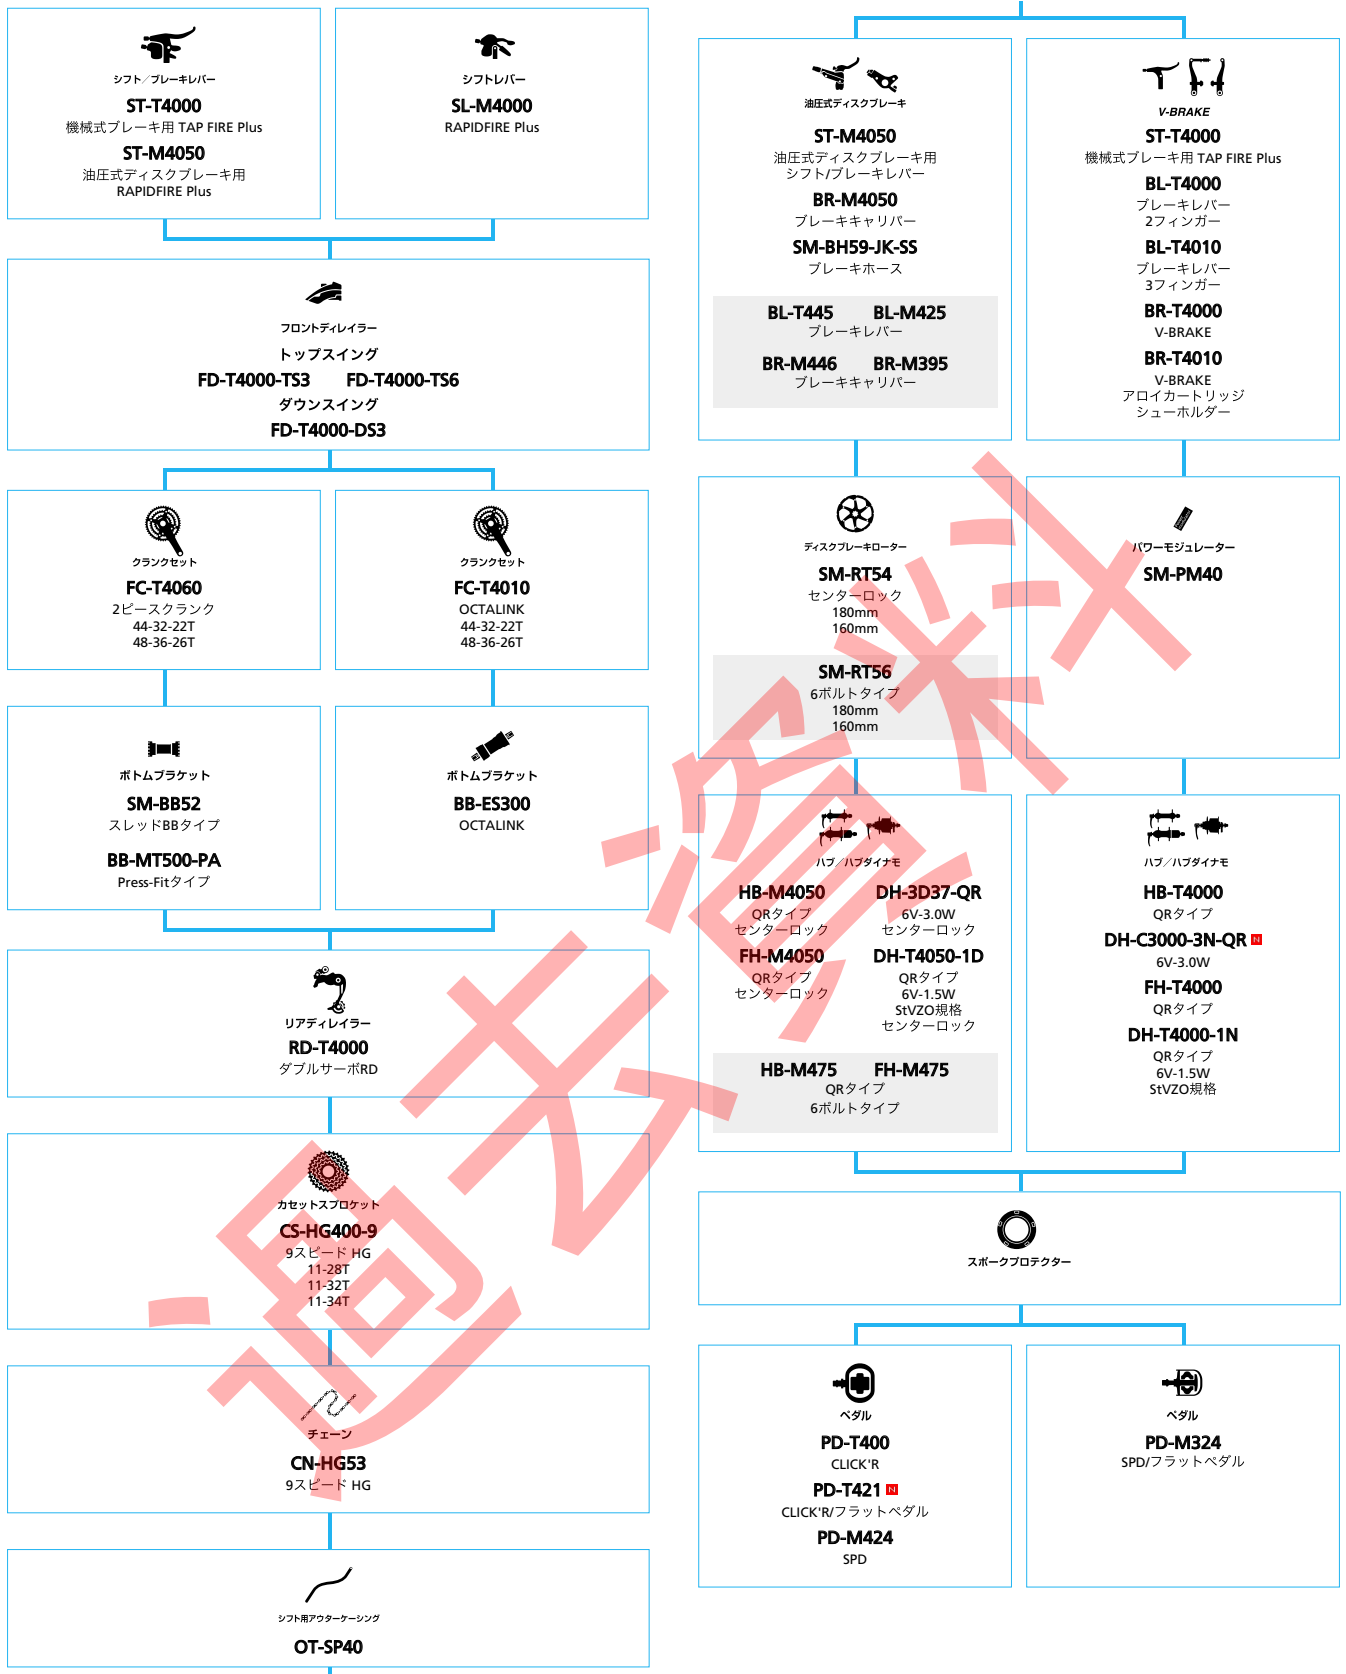 シフト／ブレーキレバー
ST-T4000
機械式ブレーキ用 TAP FIRE Plus
ST-M4050
油圧式ディスクブレーキ用
RAPIDFIRE Plus
シフトレバー
SL-M4000
RAPIDFIRE Plus
フロントディレイラー
トップスイング
FD-T4000-TS3 FD-T4000-TS6
ダウンスイング
FD-T4000-DS3
クランクセット
FC-T4060
2ピースクランク
44-32-22T
48-36-26T
クランクセット
FC-T4010
OCTALINK
44-32-22T
48-36-26T
ボトムブラケット
SM-BB52
スレッドBBタイプ
BB-MT500-PA
Press-Fitタイプ
ボトムブラケット
BB-ES300
OCTALINK
リアディレイラー
RD-T4000
ダブルサーボRD
カセットスプロケット
CS-HG400-9
9スピード HG
11-28T
11-32T
11-34T
チェーン
CN-HG53
9スピード HG
シフト用アウターケーシング
OT-SP40
油圧式ディスクブレーキ
ST-M4050
油圧式ディスクブレーキ用
シフト/ブレーキレバー
BR-M4050
ブレーキキャリパー
SM-BH59-JK-SS
ブレーキホース
BL-T445 BL-M425
ブレーキレバー
BR-M446 BR-M395
ブレーキキャリパー
V-BRAKE
ST-T4000
機械式ブレーキ用 TAP FIRE Plus
BL-T4000
ブレーキレバー
2フィンガー
BL-T4010
ブレーキレバー
3フィンガー
BR-T4000
V-BRAKE
BR-T4010
V-BRAKE
アロイカートリッジ
シューホルダー
ディスクブレーキローター
SM-RT54
センターロック
180mm
160mm
SM-RT56
6ボルトタイプ
180mm
160mm
パワーモジュレーター
SM-PM40
ハブ／ハブダイナモ
HB-M4050
QRタイプ
センターロック
FH-M4050
QRタイプ
センターロック
DH-3D37-QR
6V-3.0W
センターロック
DH-T4050-1D
QRタイプ
6V-1.5W
StVZO規格
センターロック
HB-M475 FH-M475
QRタイプ
6ボルトタイプ
ハブ／ハブダイナモ
HB-T4000
QRタイプ
DH-C3000-3N-QR N
6V-3.0W
FH-T4000
QRタイプ
DH-T4000-1N
QRタイプ
6V-1.5W
StVZO規格
スポークプロテクター
ペダル
PD-T400
CLICK'R
PD-T421 N
CLICK'R/フラットペダル
PD-M424
SPD
ペダル
PD-M324
SPD/フラットペダル
過去資料